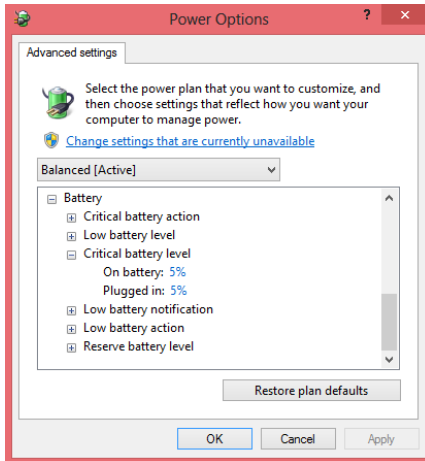 Power Options
?
×
Advanced settings
Select the power plan that you want to customize, and
then choose settings that reflect how you want your
computer to manage power.
Change settings that are currently unavailable
Balanced [Active]
Battery
Critical battery action
Low battery level
Critical battery level
On battery: 5%
Plugged in: 5%
Low battery notification
Low battery action
Reserve battery level
Restore plan defaults
OK
Cancel
Apply